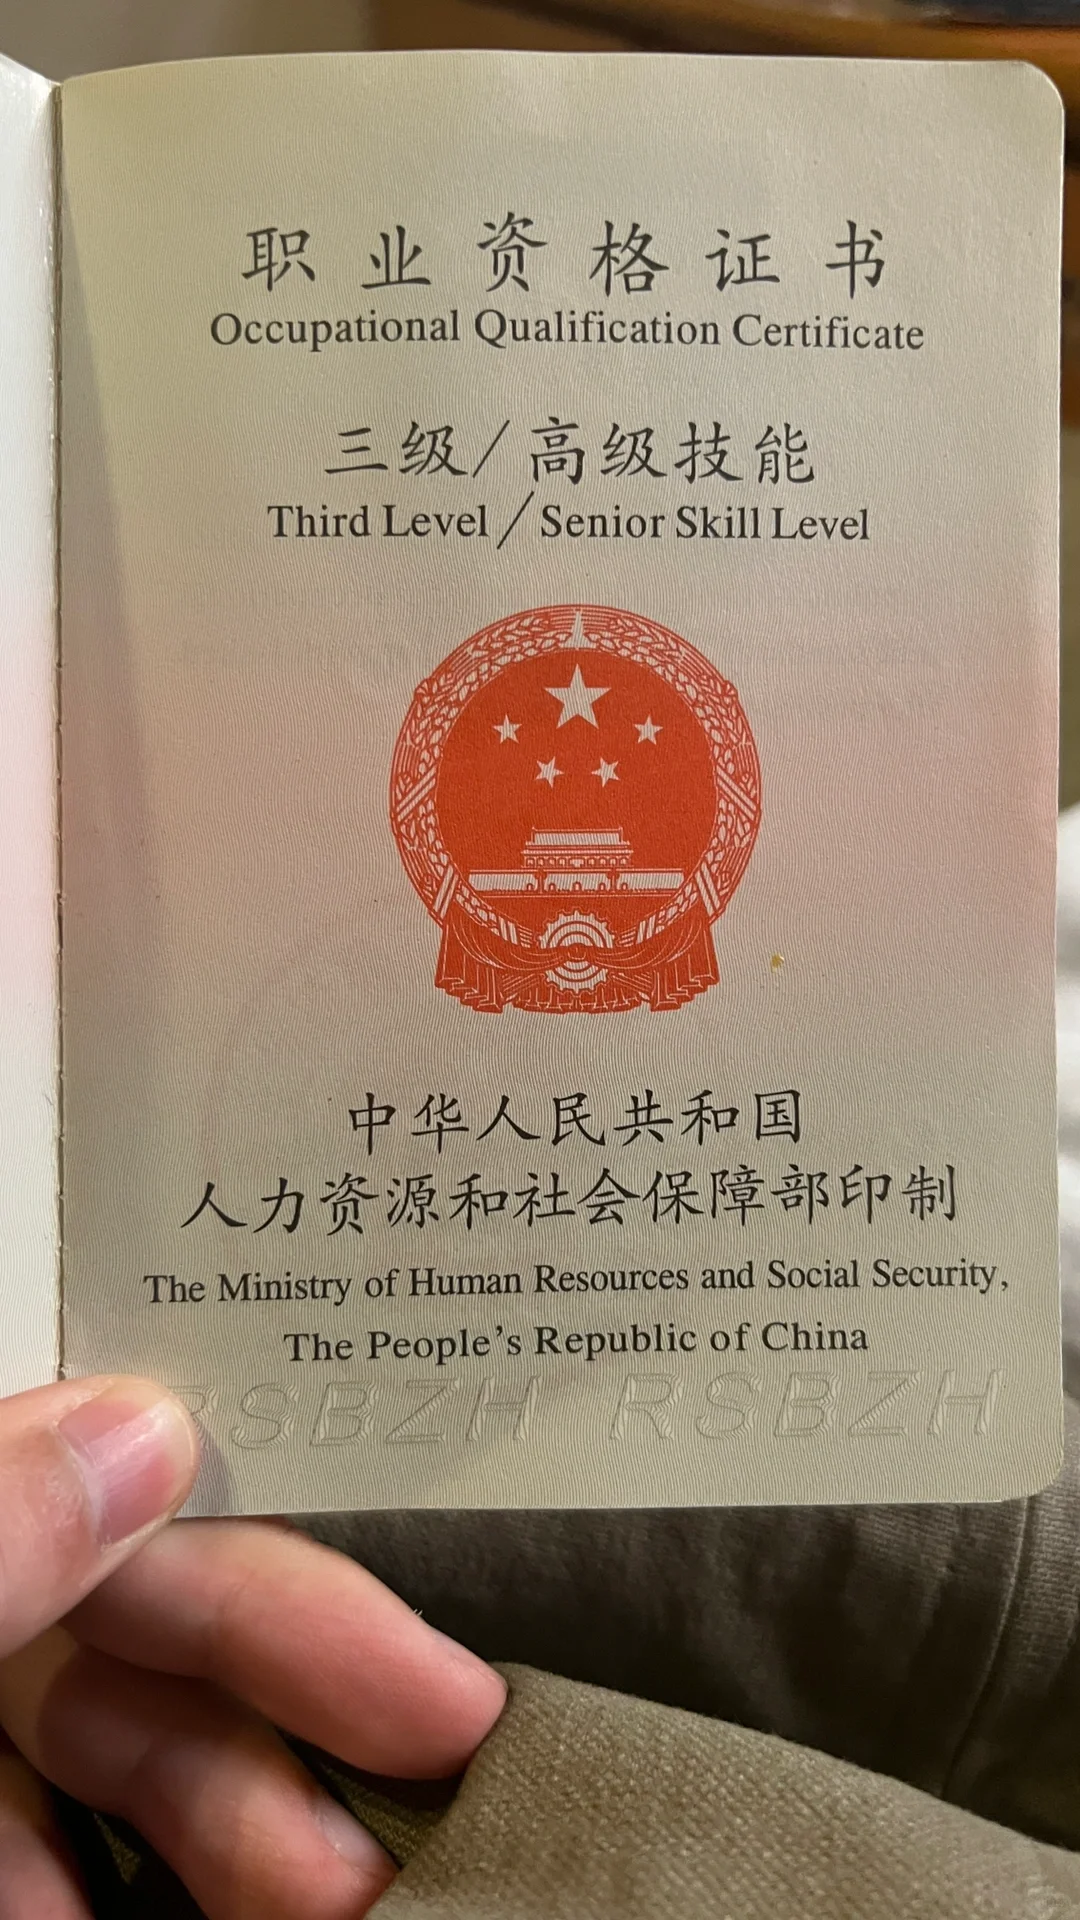 职业资格证书
Occupational Qualification Certificate
三级/高级技能
Third Level/Senior Skill Level
中华人民共和国
人力资源和社会保障部印制
The Ministry of Human Resources and Social Security,
The People's Republic of China
RSBZH RSBZH